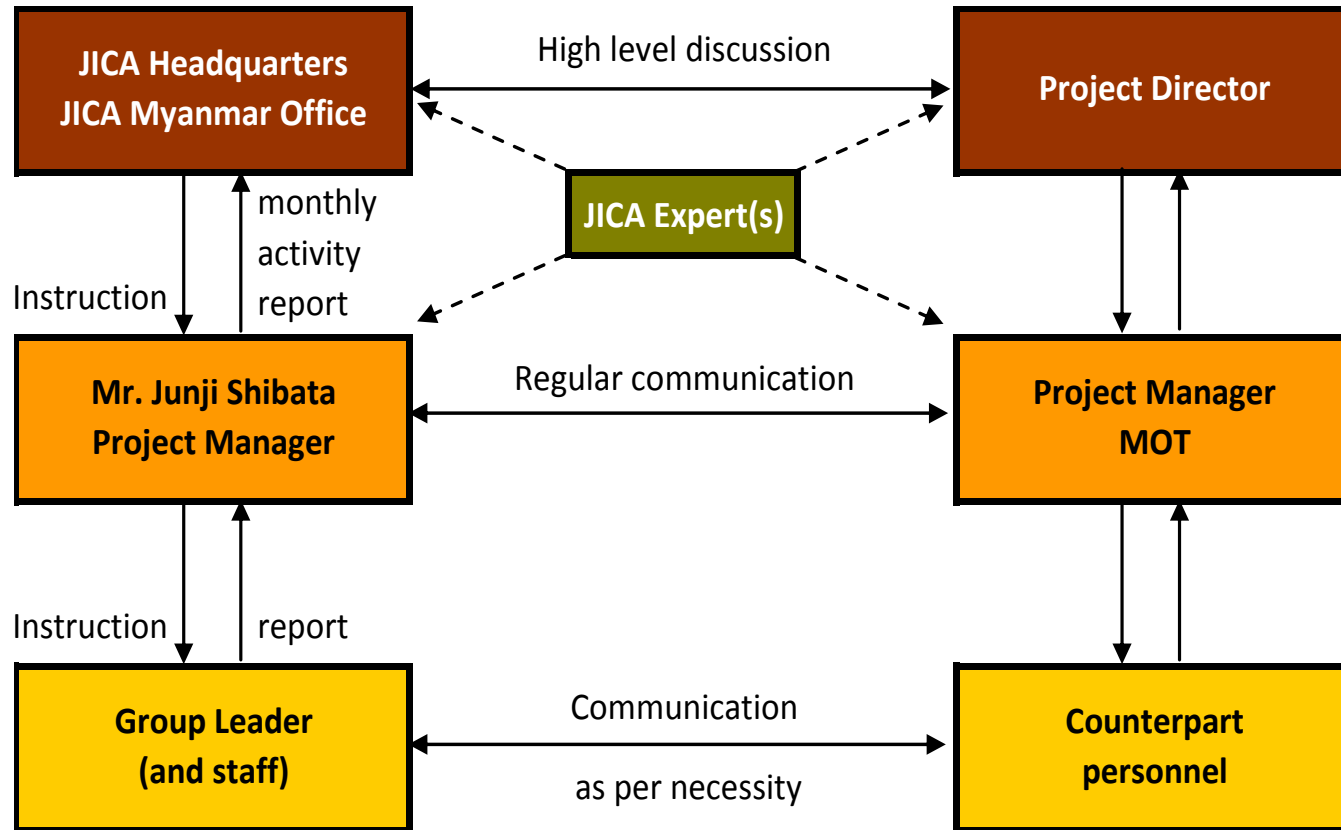 JICA Headquarters
JICA Myanmar Office
High level discussion
Project Director
JICA Expert(s)
monthly
activity
report
Instruction
Mr. Junji Shibata
Project Manager
Regular communication
Project Manager
MOT
Instruction
report
Group Leader
(and staff)
Communication
as per necessity
Counterpart
personnel